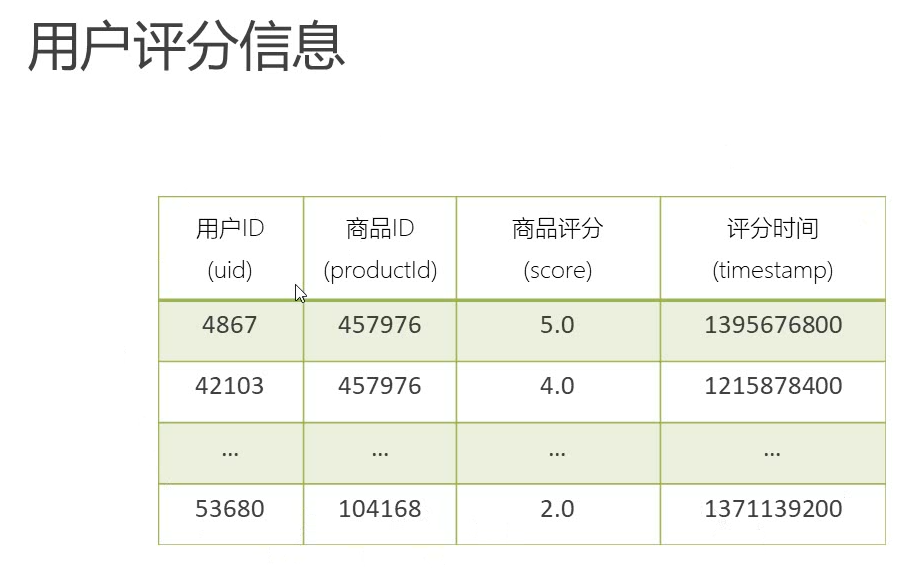 用户评分信息
用户ID 商品ID 商品评分 评分时间
(uid) (productId) (score) (timestamp)
4867 457976 5.0 1395676800
42103 457976 4.0 1215878400
... ... ... ...
53680 104168 2.0 1371139200